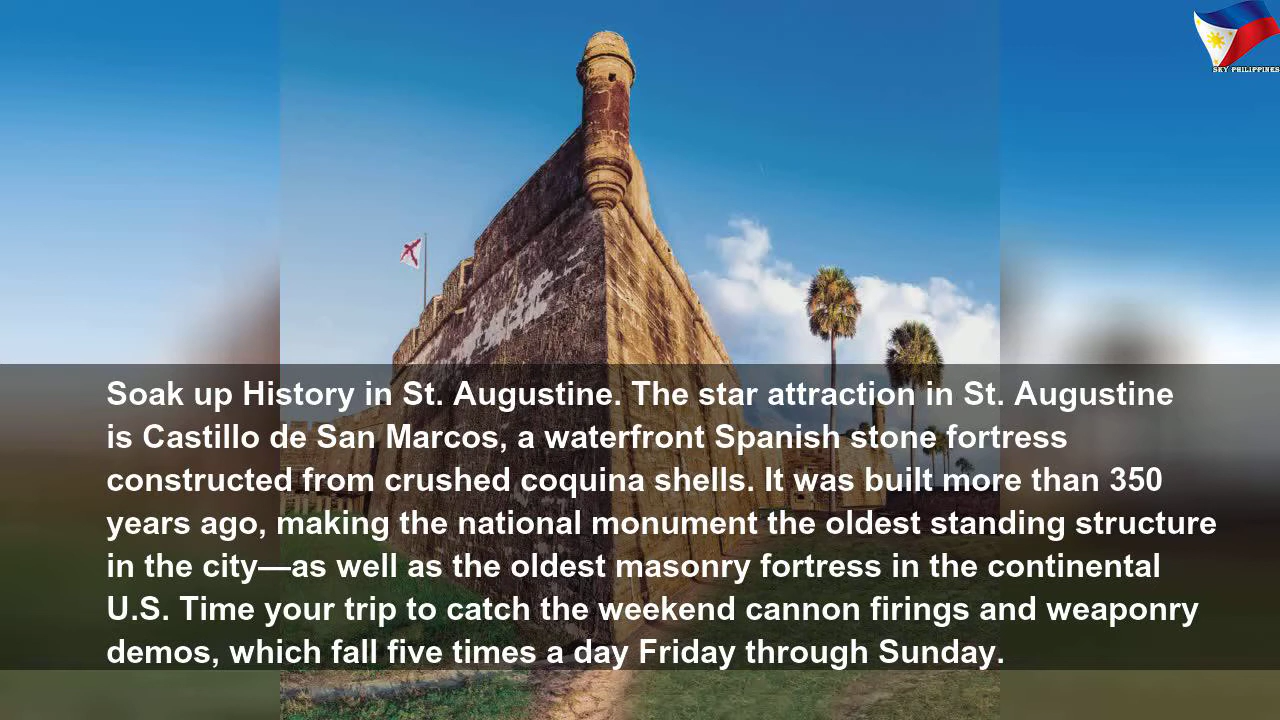 SKY PHILIPPINES
Soak up History in St. Augustine. The star attraction in St. Augustine
is Castillo de San Marcos, a waterfront Spanish stone fortress
constructed from crushed coquina shells. It was built more than 350
years ago, making the national monument the oldest standing structure
in the city—as well as the oldest masonry fortress in the continental
U.S. Time your trip to catch the weekend cannon firings and weaponry
demos, which fall five times a day Friday through Sunday.